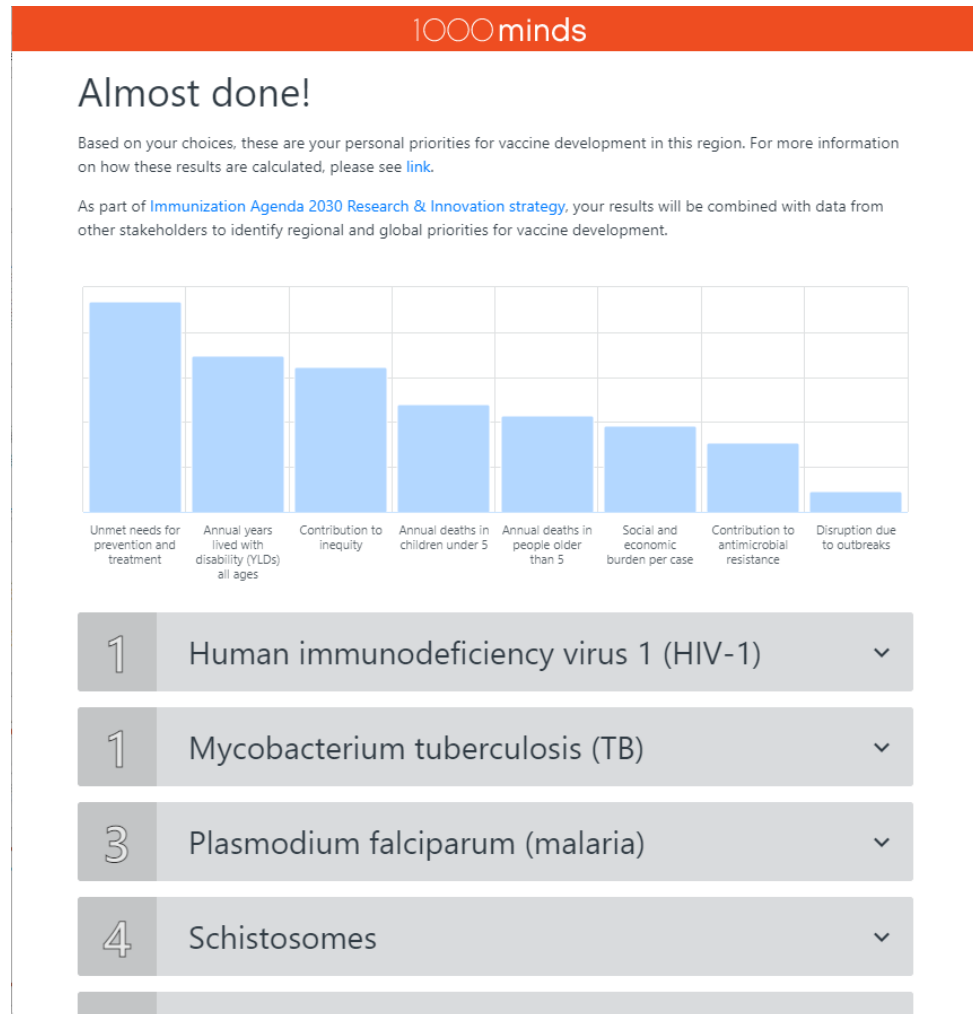 1000minds
Almost done!
Based on your choices, these are your personal priorities for vaccine development in this region. For more information
on how these results are calculated, please see link.
As part of Immunization Agenda 2030 Research & Innovation strategy, your results will be combined with data from
other stakeholders to identify regional and global priorities for vaccine development.
Unmet needs for
prevention and
treatment
Annual years
lived with
disability (YLDs)
all ages
Contribution to
inequity
Annual deaths in
children under 5
Annual deaths in
people older
than 5
Social and
economic
burden per case
Contribution to
antimicrobial
resistance
Disruption due
to outbreaks
1 Human immunodeficiency virus 1 (HIV-1)
1 Mycobacterium tuberculosis (TB)
3 Plasmodium falciparum (malaria)
4 Schistosomes